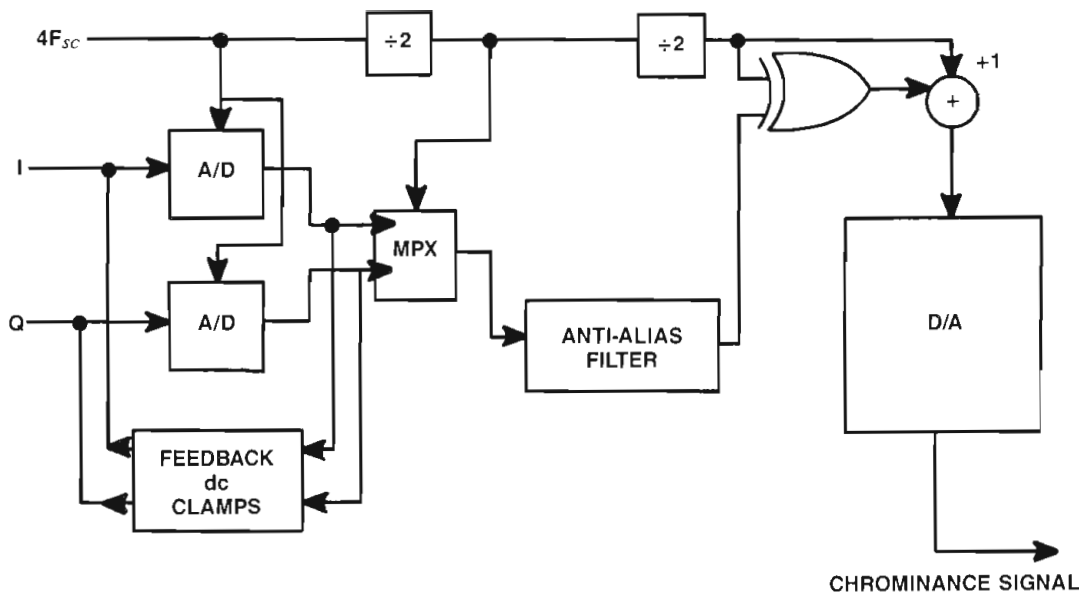 4F_SC
÷2
÷2
+1
+
I
A/D
MPX
Q
A/D
ANTI-ALIAS
FILTER
D/A
FEEDBACK
dc
CLAMPS
CHROMINANCE SIGNAL